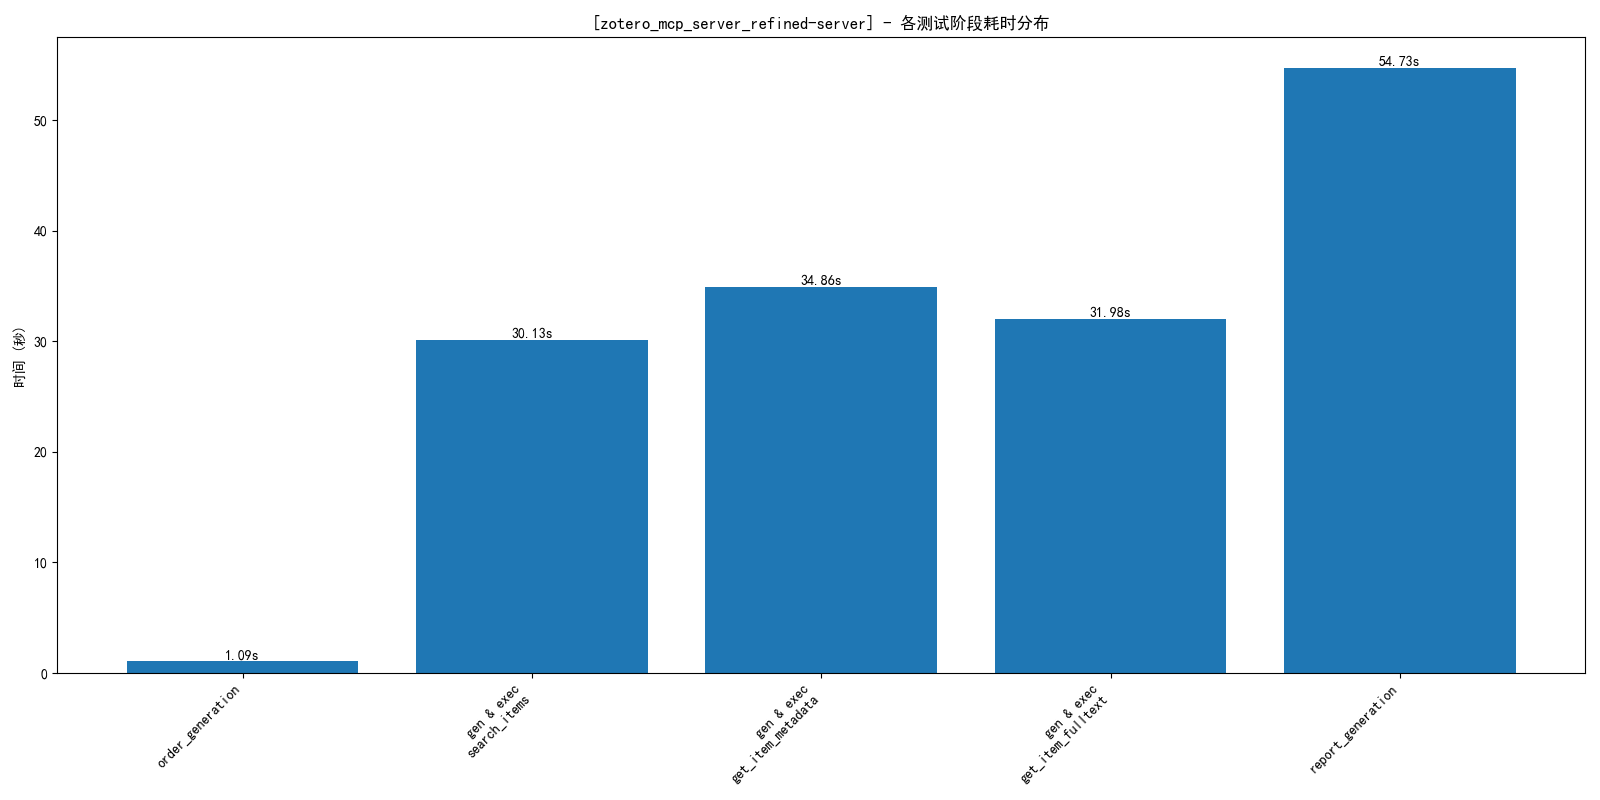 [zotero_mcp_server_refined-server] - 各测试阶段耗时分布
时间 (秒)
50
40
30
20
10
0
1.09s
30.13s
34.86s
31.98s
54.73s
order_generation
gen & exec
search_items
gen & exec
get_item_metadata
gen & exec
get_item_fulltext
report_generation